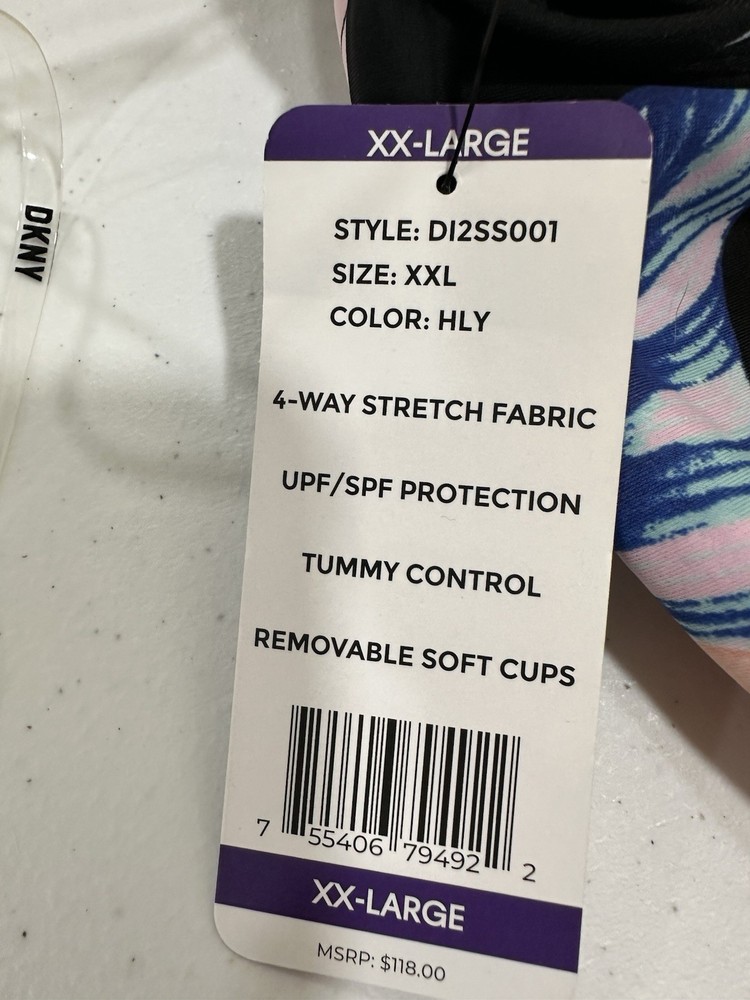 XX-LARGE
STYLE: DI2SS001
SIZE: XXL
COLOR: HLY
4-WAY STRETCH FABRIC
UPF/SPF PROTECTION
TUMMY CONTROL
REMOVABLE SOFT CUPS
7 55406 79492 2
XX-LARGE
MSRP: $118.00
DKNY